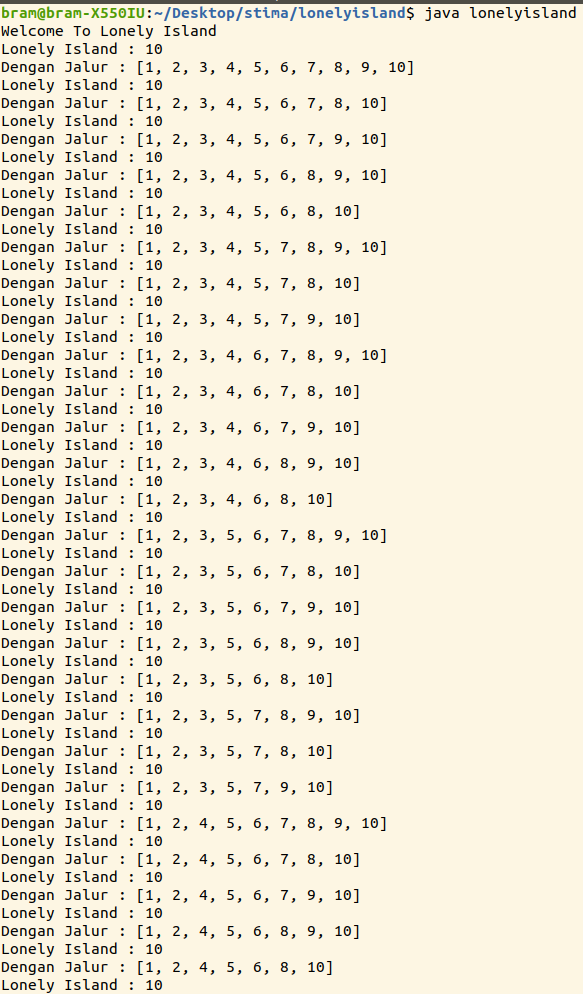 bram@bram-X550IU:~/Desktop/stima/lonelyisland$ java lonelyisland
Welcome To Lonely Island
Lonely Island : 10
Dengan Jalur : [1, 2, 3, 4, 5, 6, 7, 8, 9, 10]
Lonely Island : 10
Dengan Jalur : [1, 2, 3, 4, 5, 6, 7, 8, 10]
Lonely Island : 10
Dengan Jalur : [1, 2, 3, 4, 5, 6, 7, 9, 10]
Lonely Island : 10
Dengan Jalur : [1, 2, 3, 4, 5, 6, 8, 9, 10]
Lonely Island : 10
Dengan Jalur : [1, 2, 3, 4, 5, 6, 8, 10]
Lonely Island : 10
Dengan Jalur : [1, 2, 3, 4, 5, 7, 8, 9, 10]
Lonely Island : 10
Dengan Jalur : [1, 2, 3, 4, 5, 7, 8, 10]
Lonely Island : 10
Dengan Jalur : [1, 2, 3, 4, 5, 7, 9, 10]
Lonely Island : 10
Dengan Jalur : [1, 2, 3, 4, 6, 7, 8, 9, 10]
Lonely Island : 10
Dengan Jalur : [1, 2, 3, 4, 6, 7, 8, 10]
Lonely Island : 10
Dengan Jalur : [1, 2, 3, 4, 6, 7, 9, 10]
Lonely Island : 10
Dengan Jalur : [1, 2, 3, 4, 6, 8, 9, 10]
Lonely Island : 10
Dengan Jalur : [1, 2, 3, 4, 6, 8, 10]
Lonely Island : 10
Dengan Jalur : [1, 2, 3, 5, 6, 7, 8, 9, 10]
Lonely Island : 10
Dengan Jalur : [1, 2, 3, 5, 6, 7, 8, 10]
Lonely Island : 10
Dengan Jalur : [1, 2, 3, 5, 6, 7, 9, 10]
Lonely Island : 10
Dengan Jalur : [1, 2, 3, 5, 6, 8, 9, 10]
Lonely Island : 10
Dengan Jalur : [1, 2, 3, 5, 6, 8, 10]
Lonely Island : 10
Dengan Jalur : [1, 2, 3, 5, 7, 8, 9, 10]
Lonely Island : 10
Dengan Jalur : [1, 2, 3, 5, 7, 8, 10]
Lonely Island : 10
Dengan Jalur : [1, 2, 3, 5, 7, 9, 10]
Lonely Island : 10
Dengan Jalur : [1, 2, 4, 5, 6, 7, 8, 9, 10]
Lonely Island : 10
Dengan Jalur : [1, 2, 4, 5, 6, 7, 8, 10]
Lonely Island : 10
Dengan Jalur : [1, 2, 4, 5, 6, 7, 9, 10]
Lonely Island : 10
Dengan Jalur : [1, 2, 4, 5, 6, 8, 9, 10]
Lonely Island : 10
Dengan Jalur : [1, 2, 4, 5, 6, 8, 10]
Lonely Island : 10